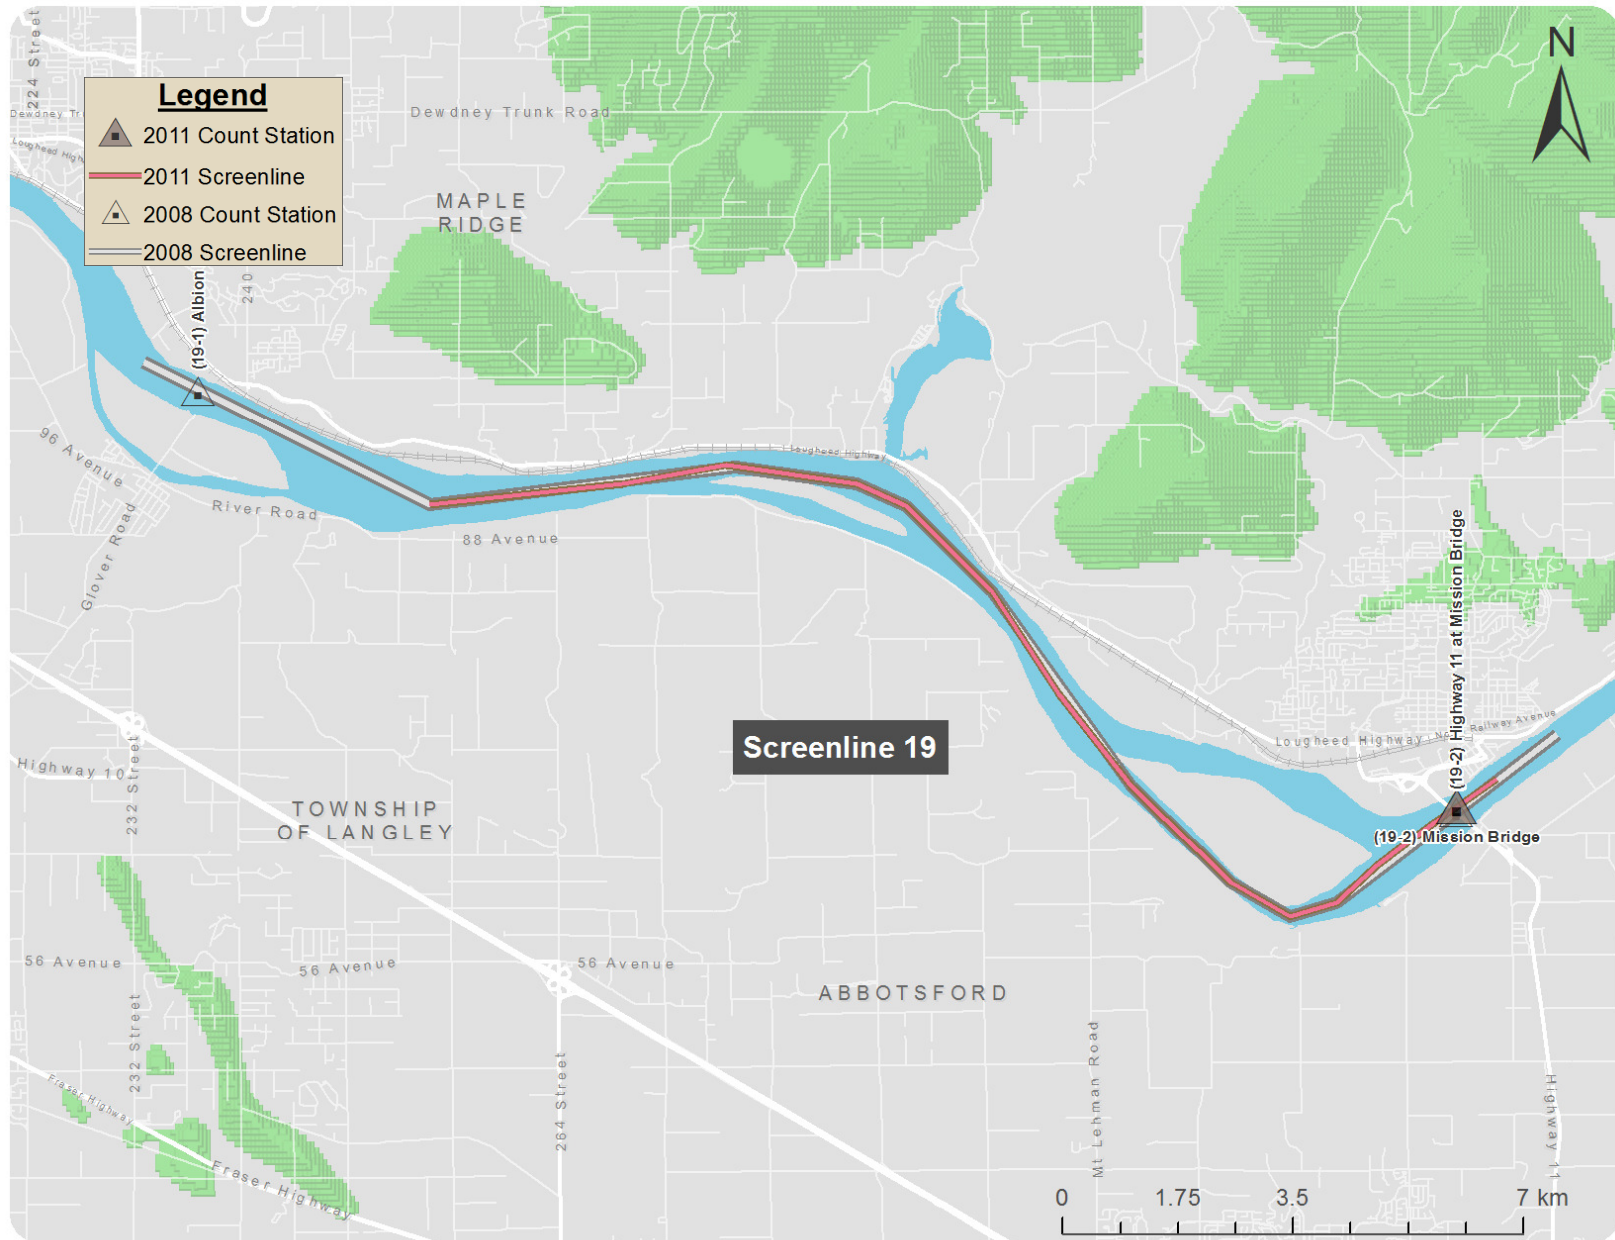 224 Street
N
Legend
2011 Count Station
2011 Screenline
2008 Count Station
2008 Screenline
Dewdney Tru
Lougheed High
Dewdney Trunk Road
MAPLE
RIDGE
240
(19-1) Albion
Lougheed Highway
96 Avenue
Glover Road
River Road
88 Avenue
(19-2) Highway 11 at Mission Bridge
Railway Avenue
Lougheed Highway
Screenline 19
Highway 10
232 Street
TOWNSHIP
OF LANGLEY
(19-2) Mission Bridge
56 Avenue
56 Avenue
56 Avenue
ABBOTSFORD
232 Street
264 Street
Mt Lehman Road
Highway 11
Fraser Highway
Fraser Highway
0 1.75 3.5 7 km